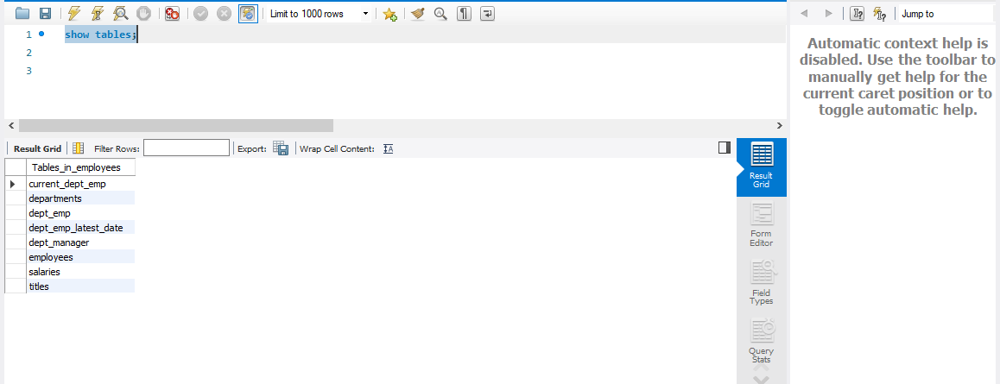 Limit to 1000 rows
Jump to
1 show tables;
2
3
Automatic context help is
disabled. Use the toolbar to
manually get help for the
current caret position or to
toggle automatic help.
Result Grid Filter Rows: Export: Wrap Cell Content: IA
Tables_in_employees
current_dept_emp
departments
dept_emp
dept_emp_latest_date
dept_manager
employees
salaries
titles
Result
Grid
Form
Editor
Field
Types
Query
Stats